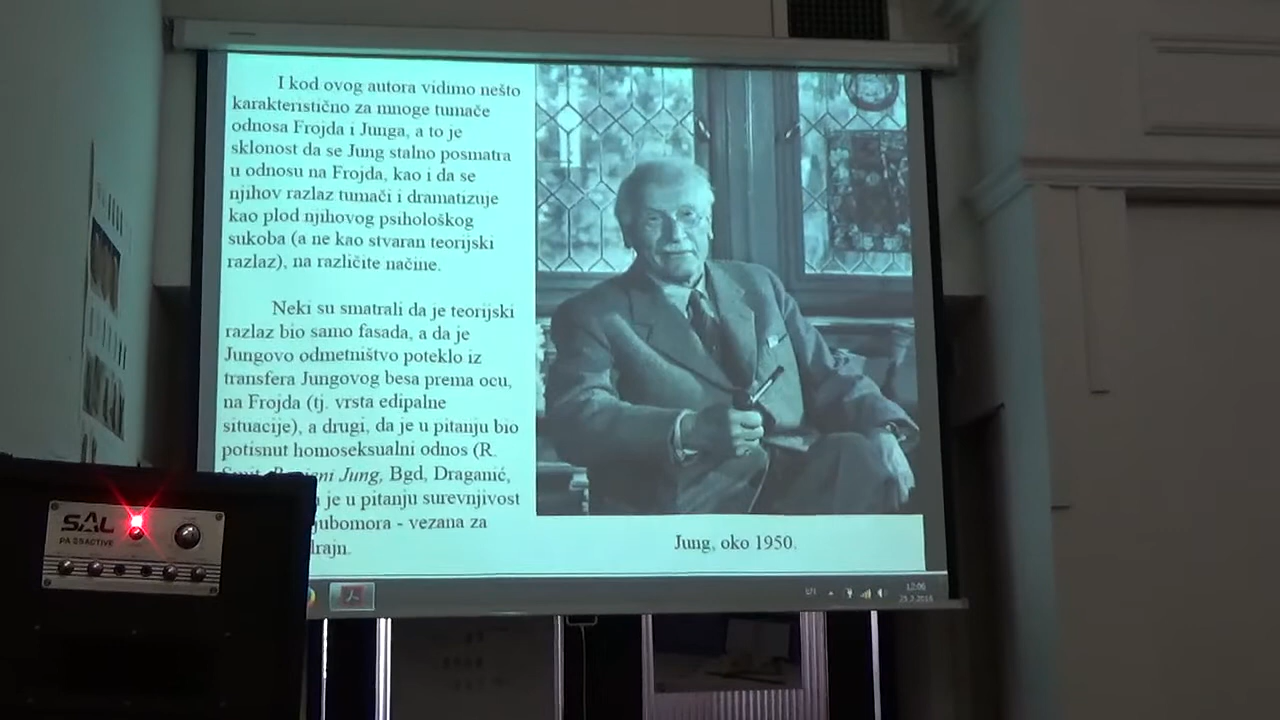 I kod ovog autora vidimo nešto
karakteristično za mnoge tumače
odnosa Frojda i Junga, a to je
sklonost da se Jung stalno posmatra
u odnosu na Frojda, kao i da se
njihov razlaz tumači i dramatizuje
kao plod njihovog psihološkog
sukoba (a ne kao stvaran teorijski
razlaz), na različite načine.
Neki su smatrali da je teorijski
razlaz bio samo fasada, a da je
Jungovo odmetništvo poteklo iz
transfera Jungovog besa prema ocu,
na Frojda (tj. vrsta edipalne
situacije), a drugi, da je u pitanju bio
potisnut homoseksualni odnos (R.
Jung, Bgd, Draganić,
je u pitanju surevnjivost
jubomora - vezana za
Jung, oko 1950.
SAL
EN
12:06